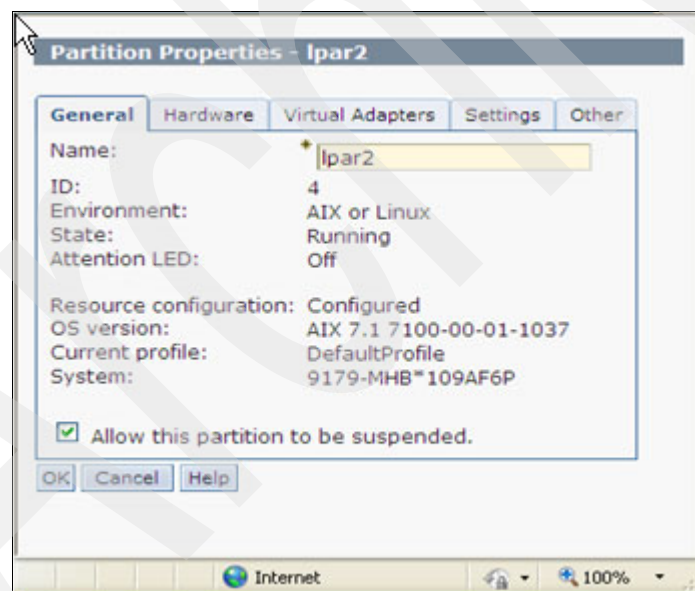 Partition Properties - lpar2
General Hardware Virtual Adapters Settings Other
Name: * lpar2
ID: 4
Environment: AIX or Linux
State: Running
Attention LED: Off
Resource configuration: Configured
OS version: AIX 7.1 7100-00-01-1037
Current profile: DefaultProfile
System: 9179-MHB*109AF6P
Allow this partition to be suspended.
OK Cancel Help
Internet 100%